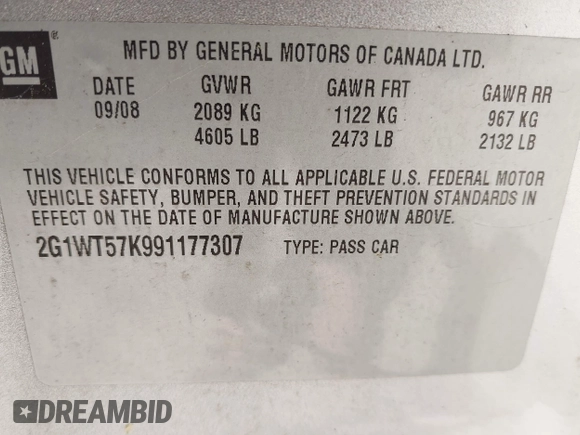 GM®
MFD BY GENERAL MOTORS OF CANADA LTD.
DATE GVWR GAWR FRT GAWR RR
09/08 2089 KG 1122 KG 967 KG
4605 LB 2473 LB 2132 LB
THIS VEHICLE CONFORMS TO ALL APPLICABLE U.S. FEDERAL MOTOR
VEHICLE SAFETY, BUMPER, AND THEFT PREVENTION STANDARDS IN
EFFECT ON THE DATE OF MANUFACTURE SHOWN ABOVE.
2G1WT57K991177307 TYPE: PASS CAR
DREAMBID